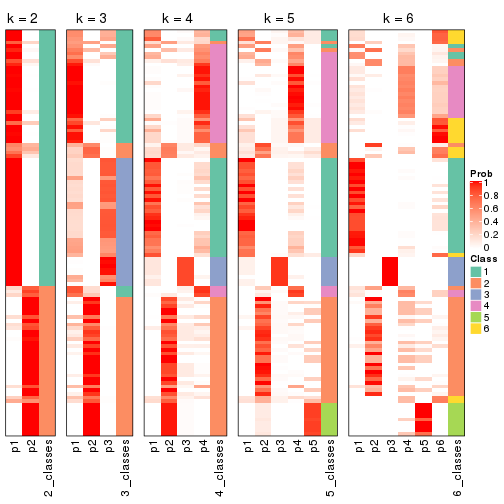 k = 2
k = 3
k = 4
k = 5
k = 6
Prob
1
0.8
0.6
0.4
0.2
0
Class
1
2
3
4
5
6
p1
p2
2_classes
p1
p2
p3
3_classes
p1
p2
p3
p4
4_classes
p1
p2
p3
p4
p5
5_classes
p1
p2
p3
p4
p5
p6
6_classes